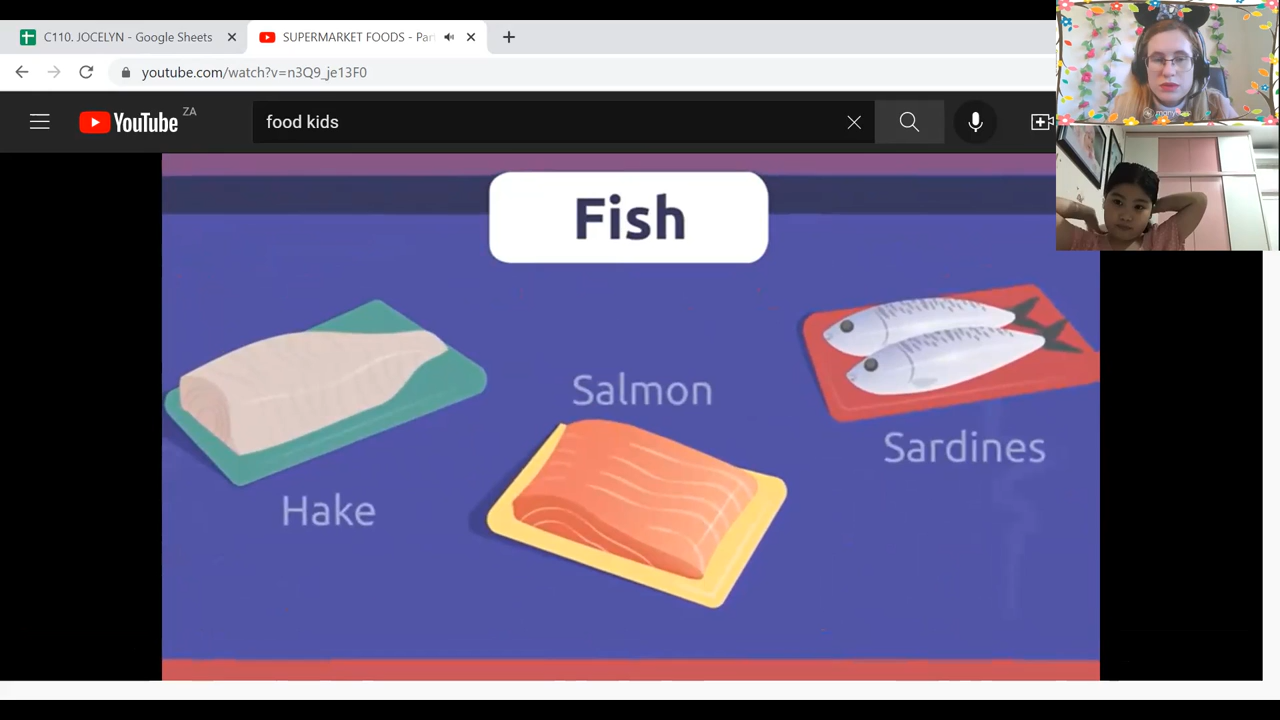 C110. JOCELYN - Google Sheets
SUPERMARKET FOODS - Par
youtube.com/watch?v=n3Q9_je13F0
YouTube ZA
food kids
Fish
Salmon
Sardines
Hake